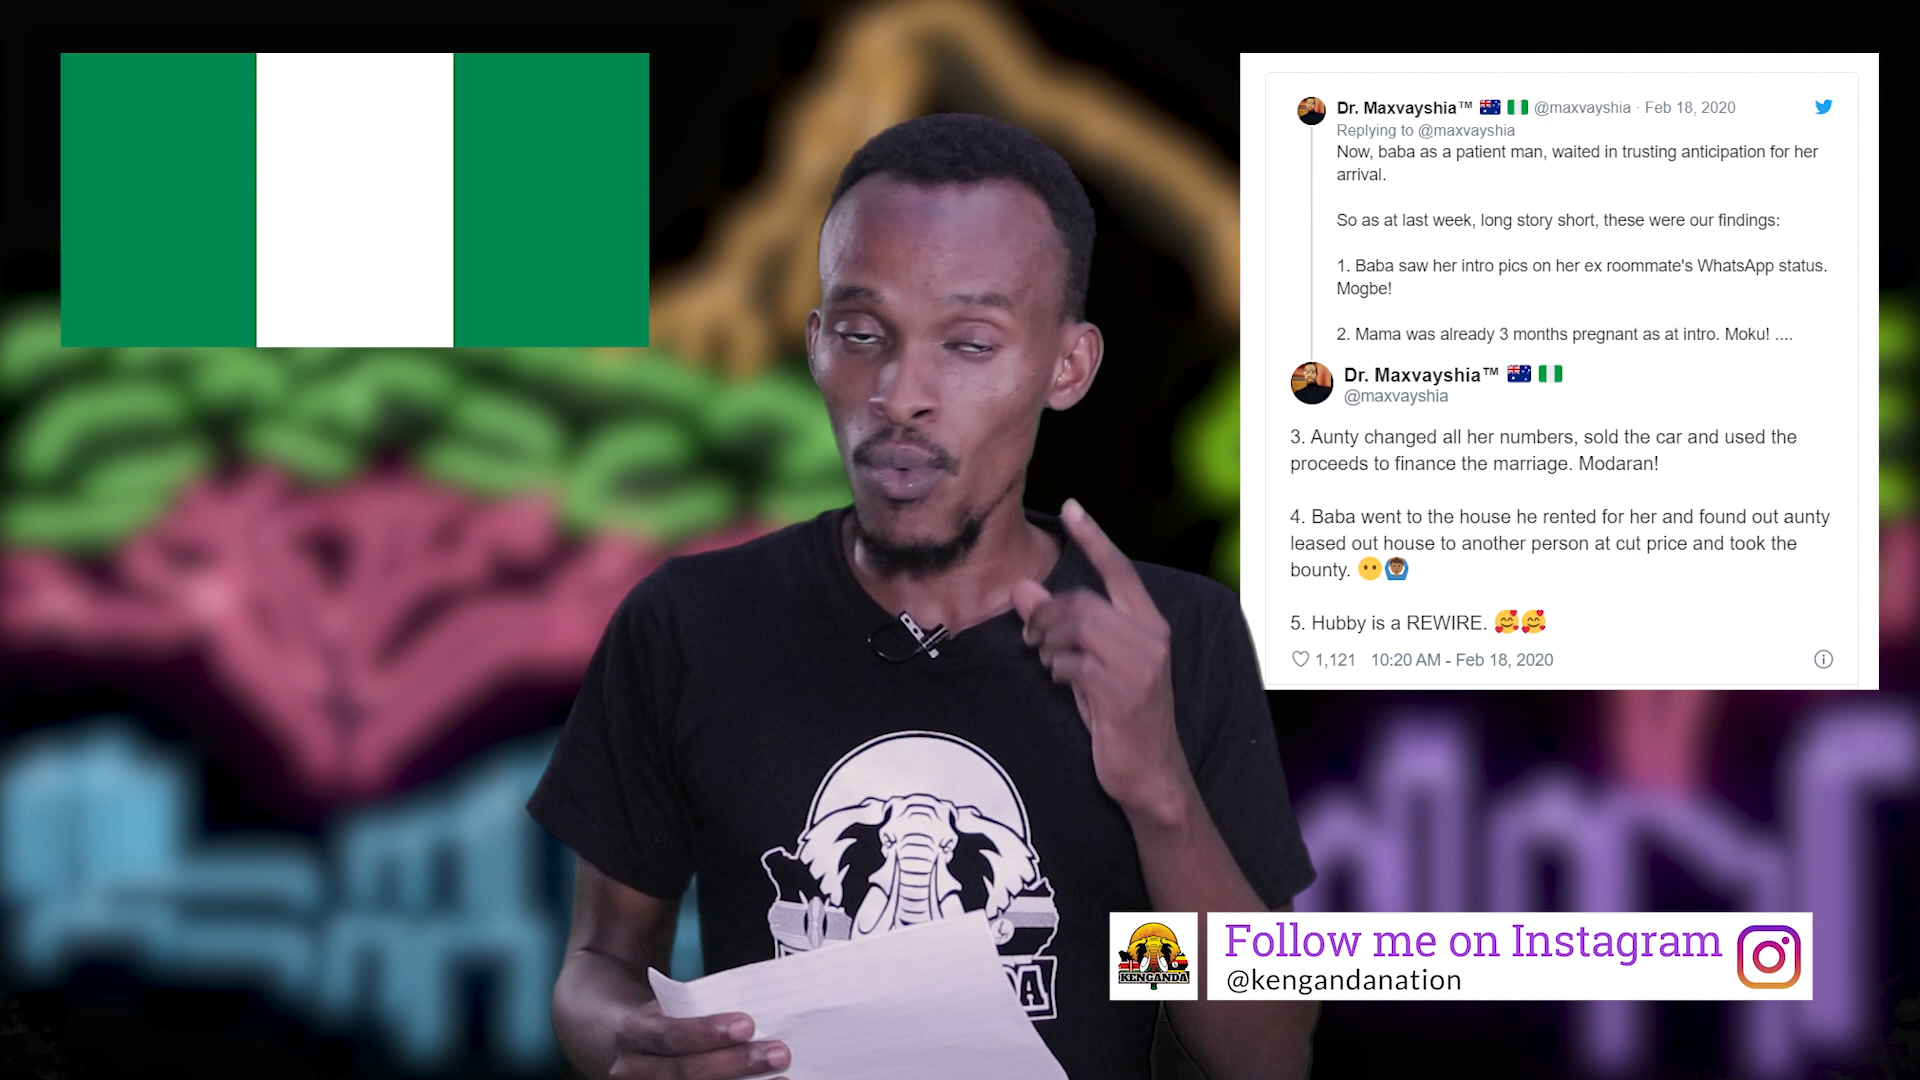 Dr. Maxvayshia™ 🇦🇺 🇳🇬 @maxvayshia · Feb 18, 2020
Replying to @maxvayshia
Now, baba as a patient man, waited in trusting anticipation for her
arrival.
So as at last week, long story short, these were our findings:
1. Baba saw her intro pics on her ex roommate's WhatsApp status.
Mogbe!
2. Mama was already 3 months pregnant as at intro. Moku! ....
Dr. Maxvayshia™ 🇦🇺 🇳🇬
@maxvayshia
3. Aunty changed all her numbers, sold the car and used the
proceeds to finance the marriage. Modaran!
4. Baba went to the house he rented for her and found out aunty
leased out house to another person at cut price and took the
bounty. 😶🙆🏾‍♂️
5. Hubby is a REWIRE. 🥰🥰
1,121 10:20 AM - Feb 18, 2020
DA
KENGANDA
Follow me on Instagram
@kengandanation